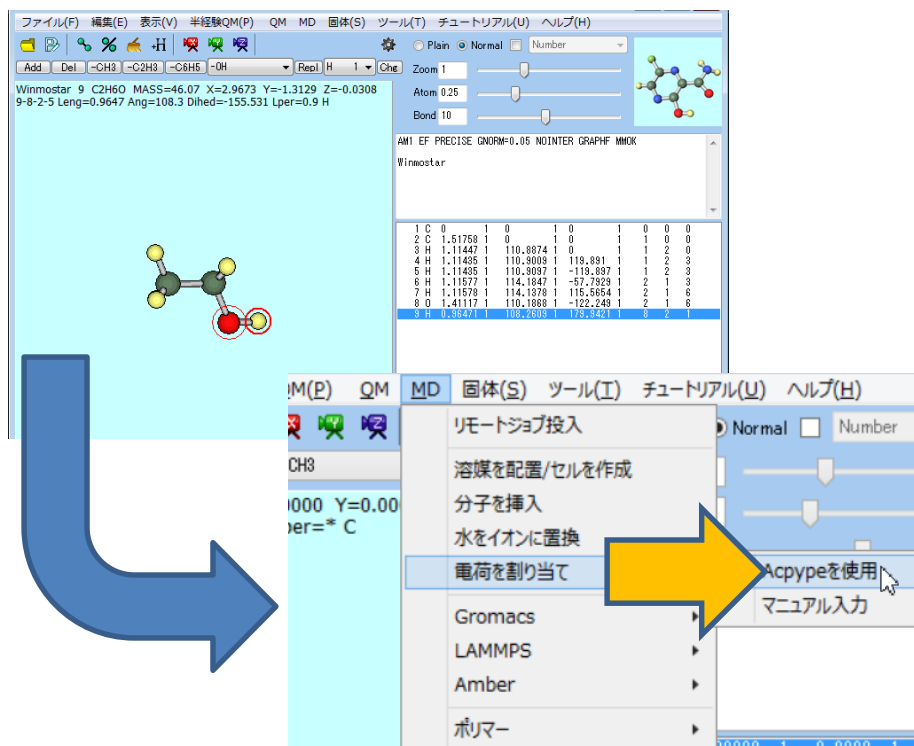 ファイル(F) 編集(E) 表示(V) 半経験QM(P) QM MD 固体(S) ツール(T) チュートリアル(U) ヘルプ(H)
-H Plain Normal Number
Add Del -CH3 -C2H3 -C6H5 -OH Repl H 1 Chg
Zoom 1
Atom 0.25
Bond 10
Winmostar 9 C2H6O MASS=46.07 X=2.9673 Y=-1.3129 Z=-0.0308
9-8-2-5 Leng=0.9647 Ang=108.3 Dihed=-155.531 Lper=0.9 H
AM1 EF PRECISE GNORM=0.05 NOINTER GRAPHF MMOK
Winmostar
1 C 0 1 0 1 0 1 0 0 0
2 C 1.51758 1 0 1 0 1 1 0 0
3 H 1.11447 1 110.8874 1 0 1 1 2 0
4 H 1.11435 1 110.9009 1 119.891 1 1 2 3
5 H 1.11435 1 110.9097 1 -119.897 1 1 2 3
6 H 1.11577 1 114.1847 1 -57.7929 1 2 1 3
7 H 1.11578 1 114.1378 1 115.5654 1 2 1 6
8 O 1.41117 1 110.1868 1 -122.249 1 2 1 6
9 H 0.96471 1 108.2609 1 179.9421 1 8 2 1
QM(P) QM MD 固体(S) ツール(T) チュートリアル(U) ヘルプ(H)
Normal Number
CH3
0000 Y=0.00
per=* C
リモートジョブ投入
溶媒を配置/セルを作成
分子を挿入
水をイオンに置換
電荷を割り当て
Acpypeを使用
マニュアル入力
Gromacs
LAMMPS
Amber
ポリマー